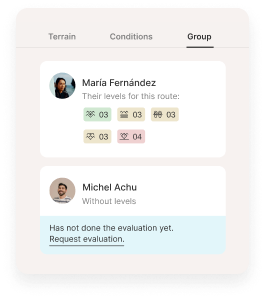 Terrain Conditions Group
María Fernández
Their levels for this route:
03 03 03
03 04
Michel Achu
Without levels
Has not done the evaluation yet.
Request evaluation.